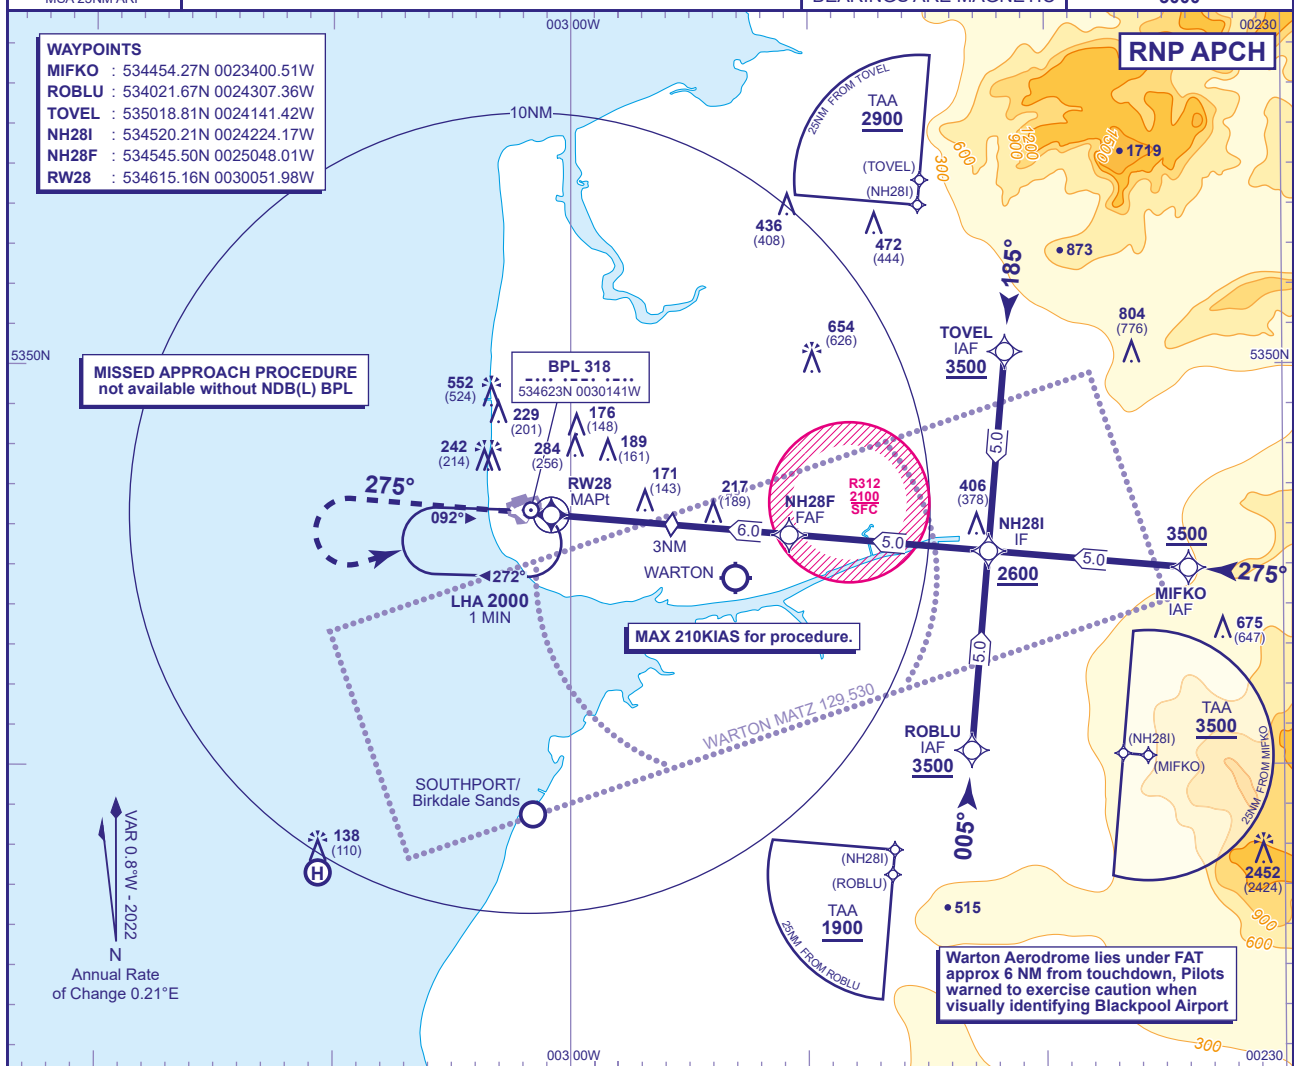 MSA 25NM ARP
BEARINGS ARE MAGNETIC
003 00W
00230
WAYPOINTS
MIFKO : 534454.27N 0023400.51W
ROBLU : 534021.67N 0024307.36W
TOVEL : 535018.81N 0024141.42W
NH28I : 534520.21N 0024224.17W
NH28F : 534545.50N 0025048.01W
RW28 : 534615.16N 0030051.98W
RNP APCH
10NM
25NM FROM TOVEL
TAA
2900
(TOVEL)
(NH28I)
300
600
900
1200
1500
1719
436
(408)
472
(444)
873
185°
804
(776)
654
(626)
TOVEL
IAF
3500
5350N
5350N
MISSED APPROACH PROCEDURE
not available without NDB(L) BPL
BPL 318
534623N 0030141W
552
(524)
229
(201)
176
(148)
242
(214)
284
(256)
189
(161)
5.0
275°
RW28
MAPt
171
(143)
217
(189)
R312
2100
SFC
406
(378)
NH28F
FAF
NH28I
IF
092°
3NM
6.0
5.0
5.0
3500
275°
272°
WARTON
2600
MIFKO
IAF
LHA 2000
1 MIN
MAX 210KIAS for procedure.
5.0
675
(647)
WARTON MATZ 129.530
ROBLU
IAF
3500
TAA
3500
(NH28I)
(MIFKO)
25NM FROM MIFKO
SOUTHPORT/
Birkdale Sands
005°
138
(110)
H
VAR 0.8°W - 2022
N
Annual Rate
of Change 0.21°E
(NH28I)
(ROBLU)
TAA
1900
25NM FROM ROBLU
2452
(2424)
515
900
600
Warton Aerodrome lies under FAT
approx 6 NM from touchdown, Pilots
warned to exercise caution when
visually identifying Blackpool Airport
300
003 00W
00230